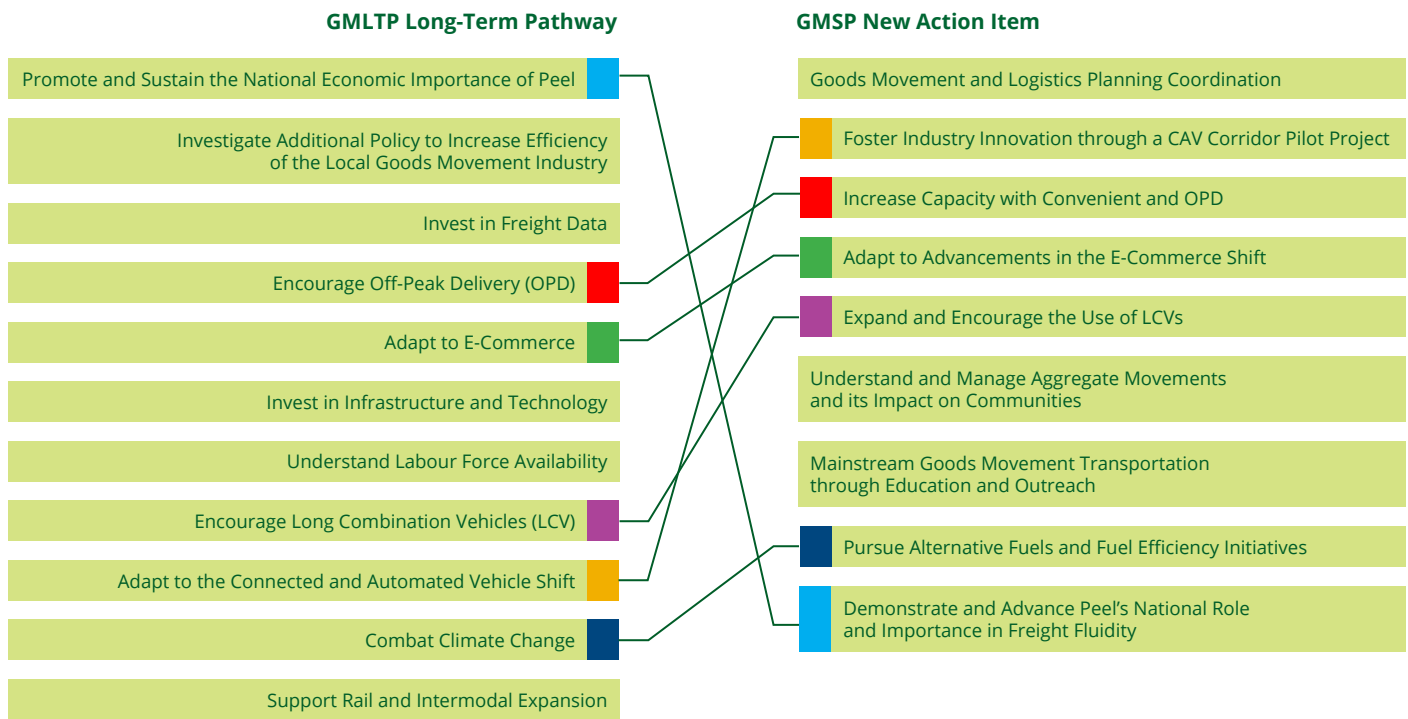 GMLTP Long-Term Pathway
Promote and Sustain the National Economic Importance of Peel
Investigate Additional Policy to Increase Efficiency
of the Local Goods Movement Industry
Invest in Freight Data
Encourage Off-Peak Delivery (OPD)
Adapt to E-Commerce
Invest in Infrastructure and Technology
Understand Labour Force Availability
Encourage Long Combination Vehicles (LCV)
Adapt to the Connected and Automated Vehicle Shift
Combat Climate Change
Support Rail and Intermodal Expansion
GMSP New Action Item
Goods Movement and Logistics Planning Coordination
Foster Industry Innovation through a CAV Corridor Pilot Project
Increase Capacity with Convenient and OPD
Adapt to Advancements in the E-Commerce Shift
Expand and Encourage the Use of LCVs
Understand and Manage Aggregate Movements
and its Impact on Communities
Mainstream Goods Movement Transportation
through Education and Outreach
Pursue Alternative Fuels and Fuel Efficiency Initiatives
Demonstrate and Advance Peel's National Role
and Importance in Freight Fluidity